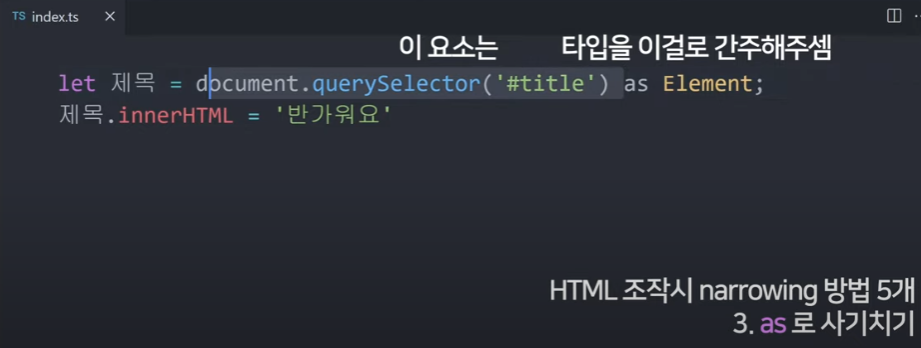 TS index.ts ×
이 요소는 타입을 이걸로 간주해주셈
let 제목 = document.querySelector('#title') as Element;
제목.innerHTML = '반가워요'
HTML 조작시 narrowing 방법 5개
3. as 로 사기치기